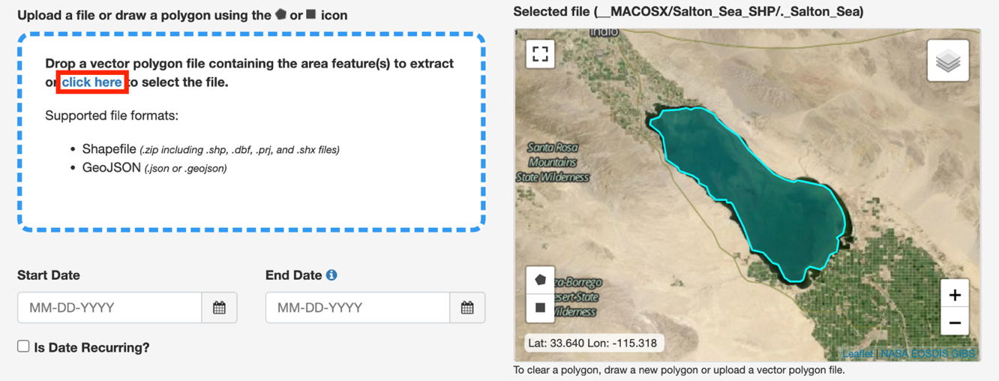 Upload a file or draw a polygon using the or icon
Drop a vector polygon file containing the area feature(s) to extract
or click here to select the file.
Supported file formats:
• Shapefile (.zip including .shp, .dbf, .prj, and .shx files)
• GeoJSON (.json or .geojson)
Start Date
End Date
MM-DD-YYYY
MM-DD-YYYY
Is Date Recurring?
Selected file (__MACOSX/Salton_Sea_SHP/._Salton_Sea)
Indio
Santa Rosa
Mountains
State Wilderness
za-Borrego
esert State
Wilderness
+
−
Lat: 33.640 Lon: -115.318
Leaflet | NASA EOSDIS GIBS
To clear a polygon, draw a new polygon or upload a vector polygon file.